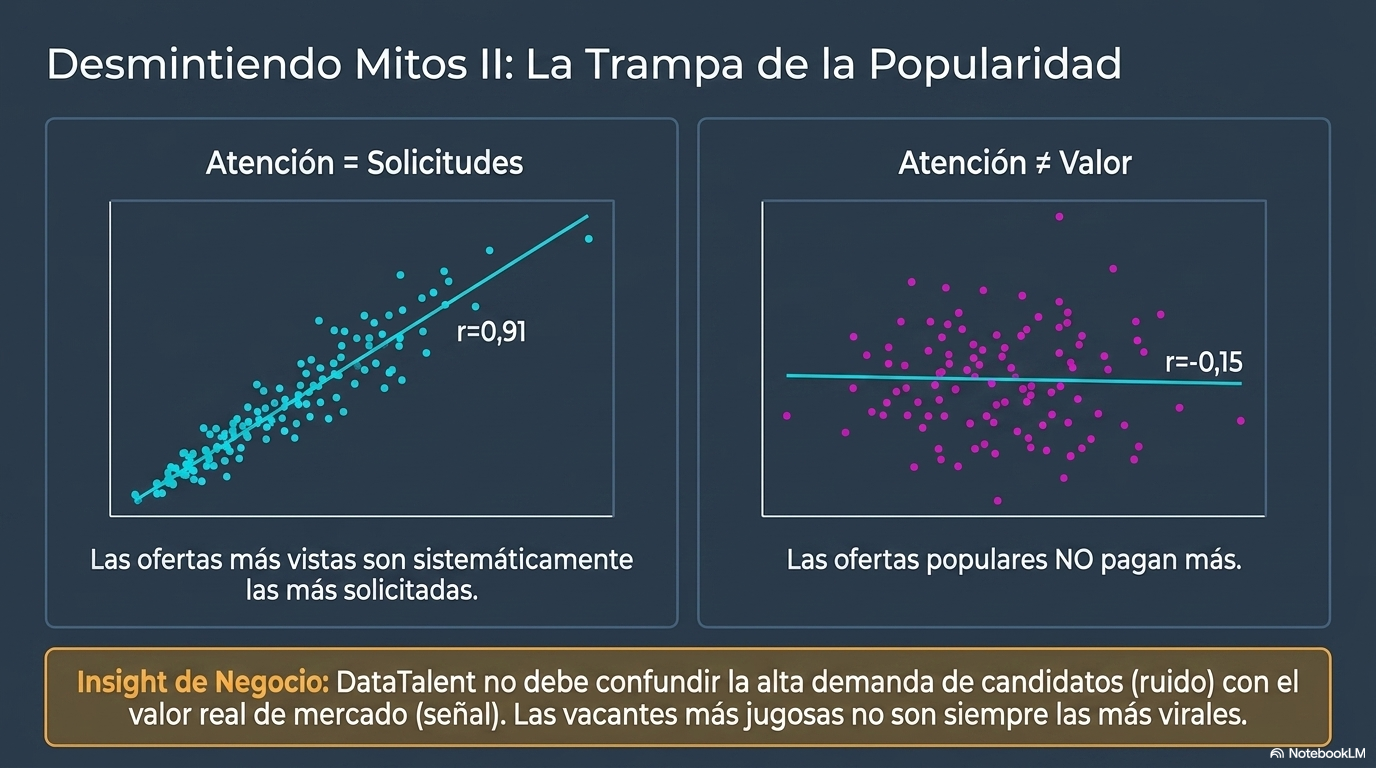 Desmintiendo Mitos II: La Trampa de la Popularidad
Atención = Solicitudes
r=0,91
Las ofertas más vistas son sistemáticamente
las más solicitadas.
Atención ≠ Valor
r=-0,15
Las ofertas populares NO pagan más.
Insight de Negocio: DataTalent no debe confundir la alta demanda de candidatos (ruido) con el
valor real de mercado (señal). Las vacantes más jugosas no son siempre las más virales.
NotebookLM